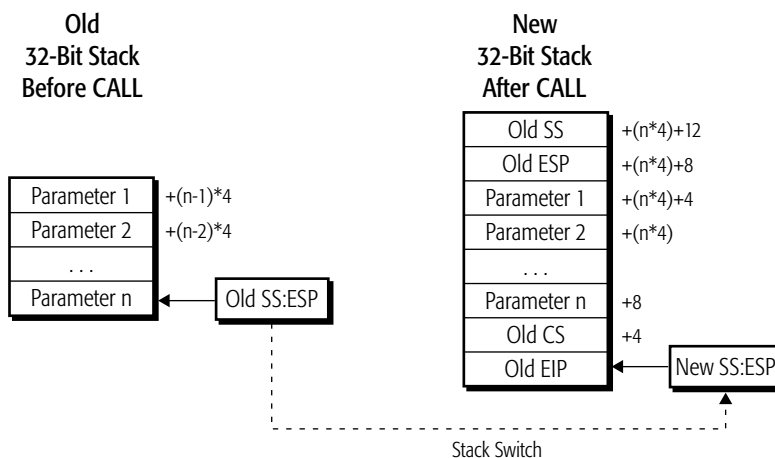 Old
32-Bit Stack
Before CALL
New
32-Bit Stack
After CALL
Parameter 1 +(n-1)*4
Parameter 2 +(n-2)*4
. . .
Parameter n
Old SS:ESP
Old SS +(n*4)+12
Old ESP +(n*4)+8
Parameter 1 +(n*4)+4
Parameter 2 +(n*4)
. . .
Parameter n +8
Old CS +4
Old EIP
New SS:ESP
Stack Switch